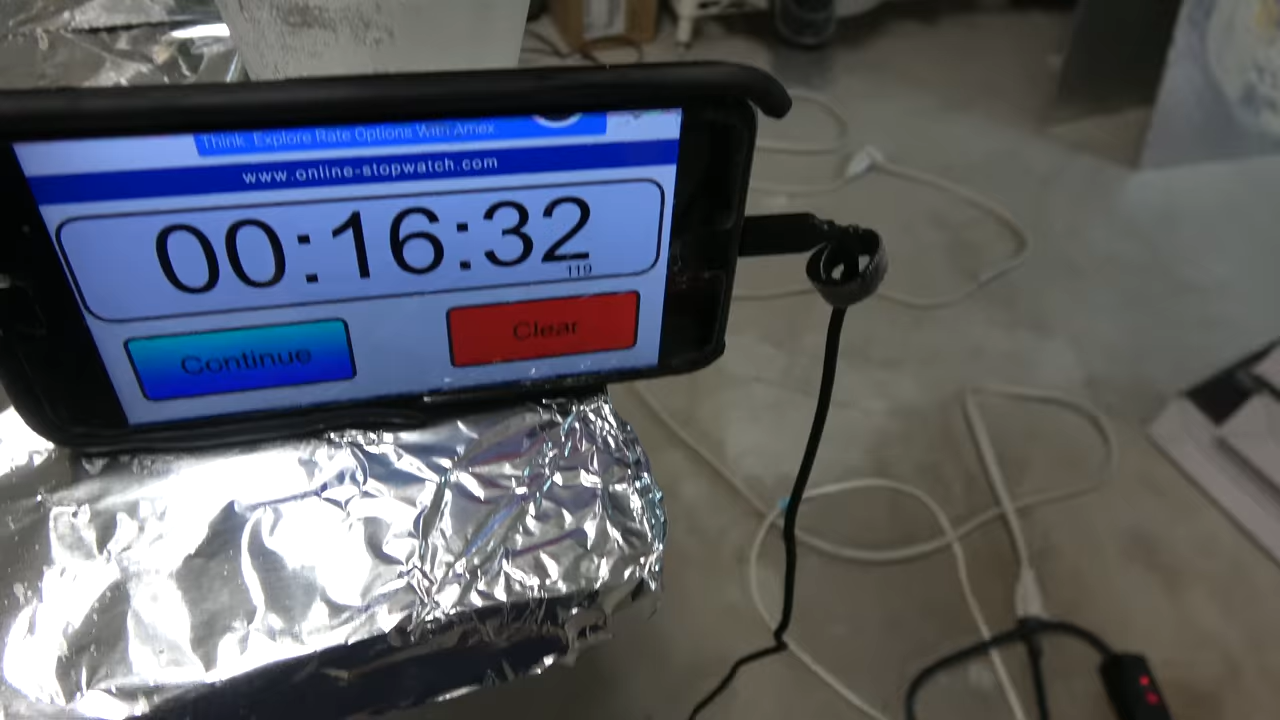 Think. Explore Rate Options With Amex.
www.online-stopwatch.com
00:16:32
119
Continue
Clear